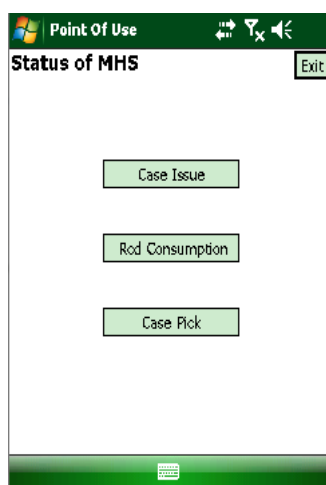 Point Of Use
Status of MHS
Exit
Case Issue
Rod Consumption
Case Pick